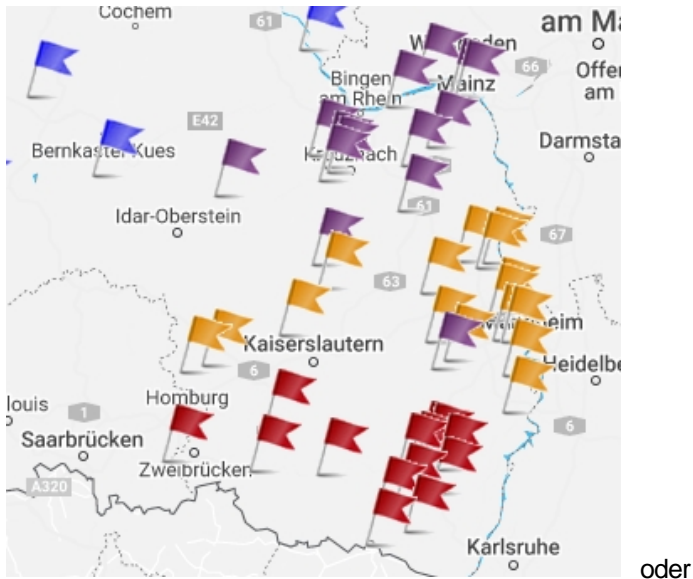 Cochem
61
am Ma
66
Offe
am
Bingen
am Rhein
Mainz
E42
Bernkastel-Kues
Darmsta
61
Idar-Oberstein
67
63
Kaiserslautern
6
Heidelbe
Homburg
louis
1
Saarbrücken
6
Zweibrücken
A320
Karlsruhe
oder